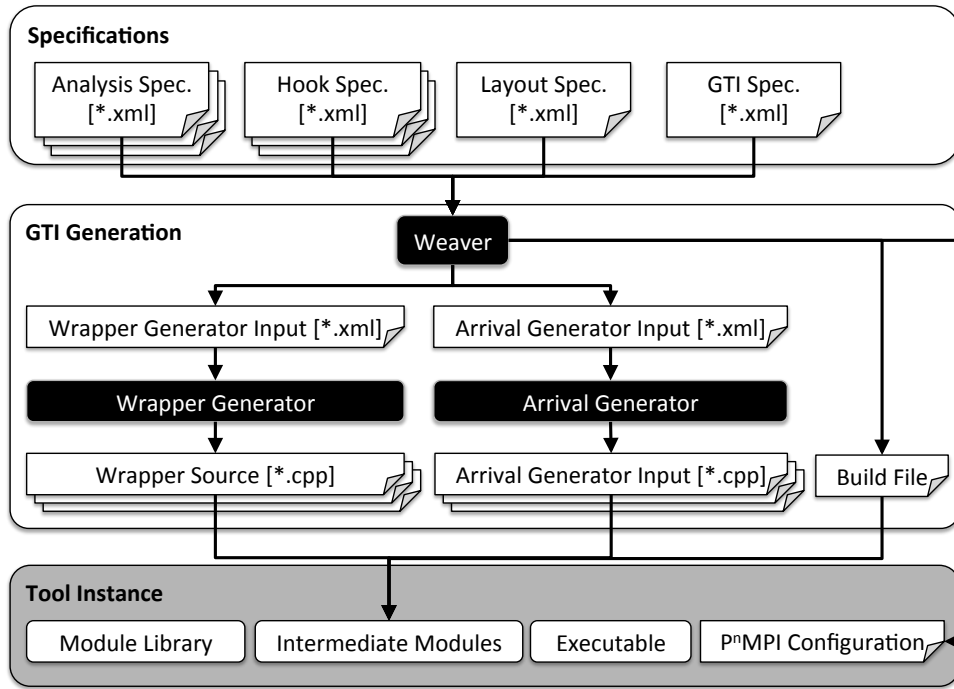 Specifications
Analysis Spec.
[*.xml]
Hook Spec.
[*.xml]
Layout Spec.
[*.xml]
GTI Spec.
[*.xml]
GTI Generation
Weaver
Wrapper Generator Input [*.xml]
Arrival Generator Input [*.xml]
Wrapper Generator
Arrival Generator
Wrapper Source [*.cpp]
Arrival Generator Input [*.cpp]
Build File
Tool Instance
Module Library
Intermediate Modules
Executable
PⁿMPI Configuration